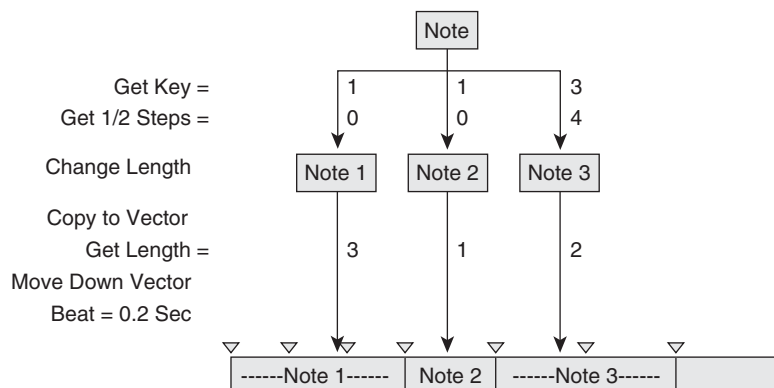 Note
Get Key = 1 1 3
Get 1/2 Steps = 0 0 4
Change Length Note 1 Note 2 Note 3
Copy to Vector
Get Length = 3 1 2
Move Down Vector
Beat = 0.2 Sec
------Note 1------ Note 2 ------Note 3------